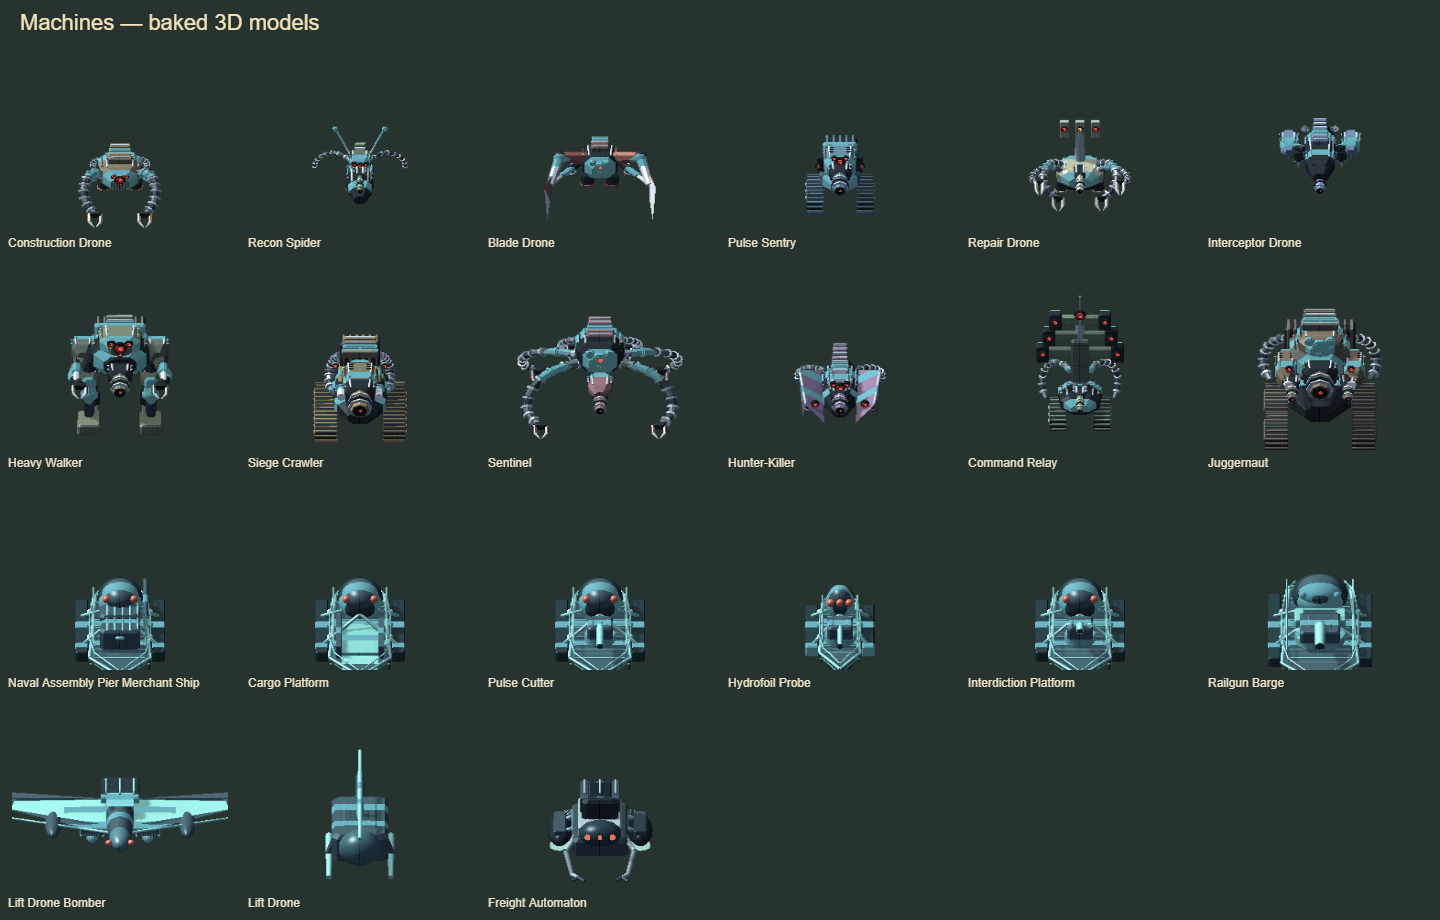 Machines — baked 3D models
Construction Drone
Recon Spider
Blade Drone
Pulse Sentry
Repair Drone
Interceptor Drone
Heavy Walker
Siege Crawler
Sentinel
Hunter-Killer
Command Relay
Juggernaut
Naval Assembly Pier Merchant Ship
Cargo Platform
Pulse Cutter
Hydrofoil Probe
Interdiction Platform
Railgun Barge
Lift Drone Bomber
Lift Drone
Freight Automaton